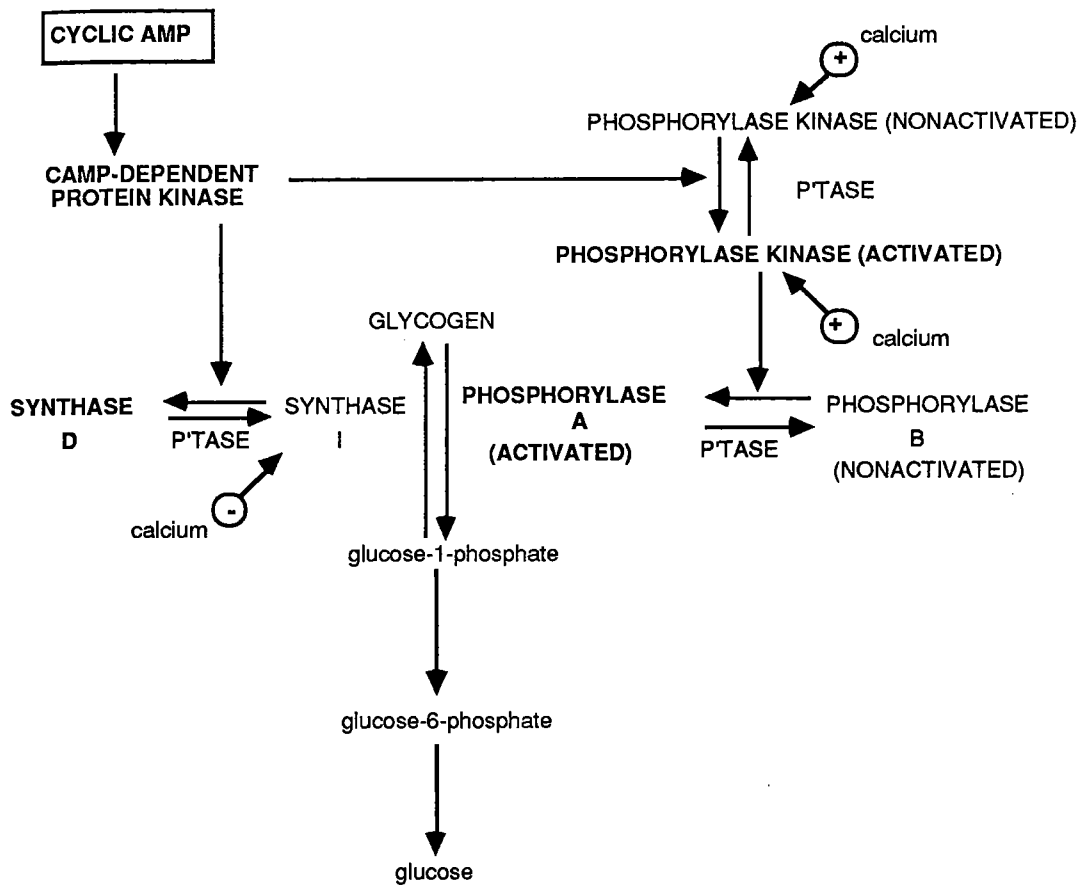 CYCLIC AMP
calcium
+
PHOSPHORYLASE KINASE (NONACTIVATED)
CAMP-DEPENDENT
PROTEIN KINASE
P'TASE
PHOSPHORYLASE KINASE (ACTIVATED)
+
calcium
GLYCOGEN
SYNTHASE
D
P'TASE
SYNTHASE
I
PHOSPHORYLASE
A
(ACTIVATED)
P'TASE
PHOSPHORYLASE
B
(NONACTIVATED)
calcium
-
glucose-1-phosphate
glucose-6-phosphate
glucose